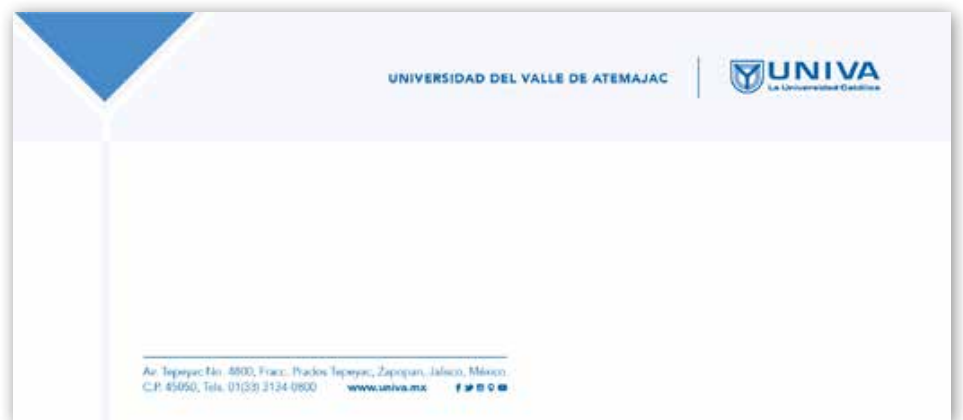 UNIVERSIDAD DEL VALLE DE ATEMAJAC
UNIVA
La Universidad Católica
Av. Tepeyac No. 4800, Fracc. Prados Tepeyac, Zapopan, Jalisco, México.
C.P. 45050, Tels. 01(33) 3134-0800 www.univa.mx